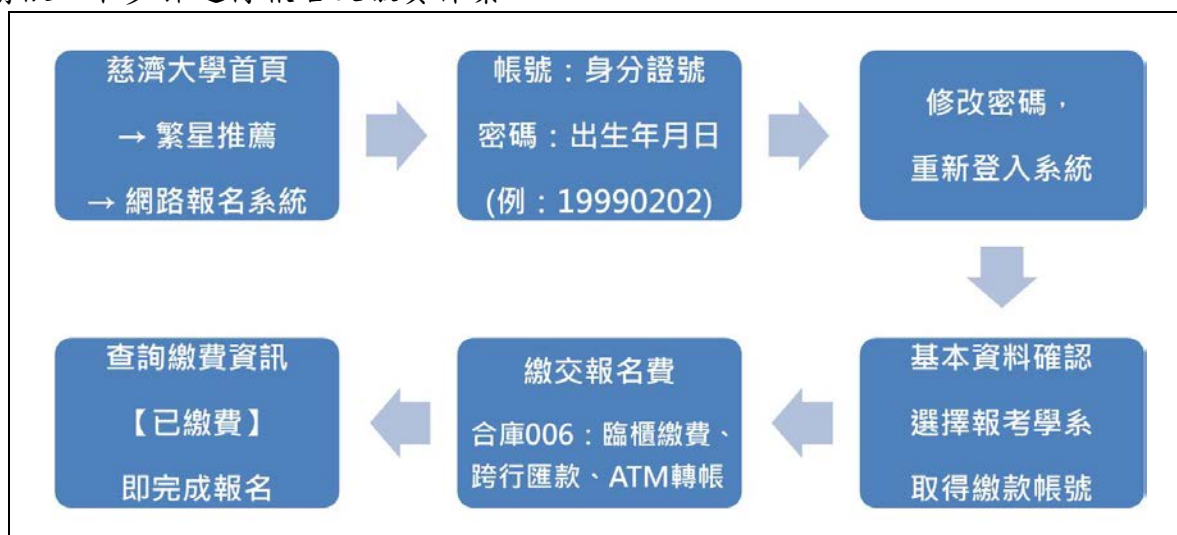 慈濟大學首頁
→ 繁星推薦
→ 網路報名系統
帳號：身分證號
密碼：出生年月日
(例：19990202)
修改密碼，
重新登入系統
基本資料確認
選擇報考學系
取得繳款帳號
繳交報名費
合庫006：臨櫃繳費、
跨行匯款、ATM轉帳
查詢繳費資訊
【已繳費】
即完成報名